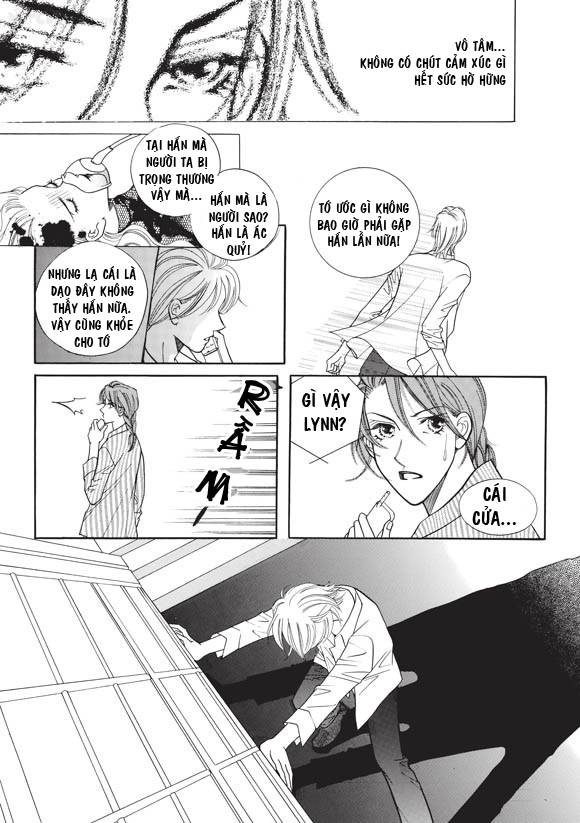 VÔ TÂM...
KHÔNG CÓ CHÚT CẢM XÚC GÌ
HẾT SỨC HỜ HỮNG
TẠI HẮN MÀ
NGƯỜI TA BỊ
TRỌNG THƯƠNG
VẬY MÀ...
HẮN MÀ LÀ
NGƯỜI SAO?
HẮN LÀ ÁC
QUỶ!
TỚ ƯỚC GÌ KHÔNG
BAO GIỜ PHẢI GẶP
HẮN LẦN NỮA!
NHƯNG LẠ CÁI LÀ
DẠO ĐÂY KHÔNG
THẤY HẮN NỮA.
VẬY CŨNG KHỎE
CHO TỚ
RẦM
GÌ VẬY
LYNN?
CÁI
CỬA...